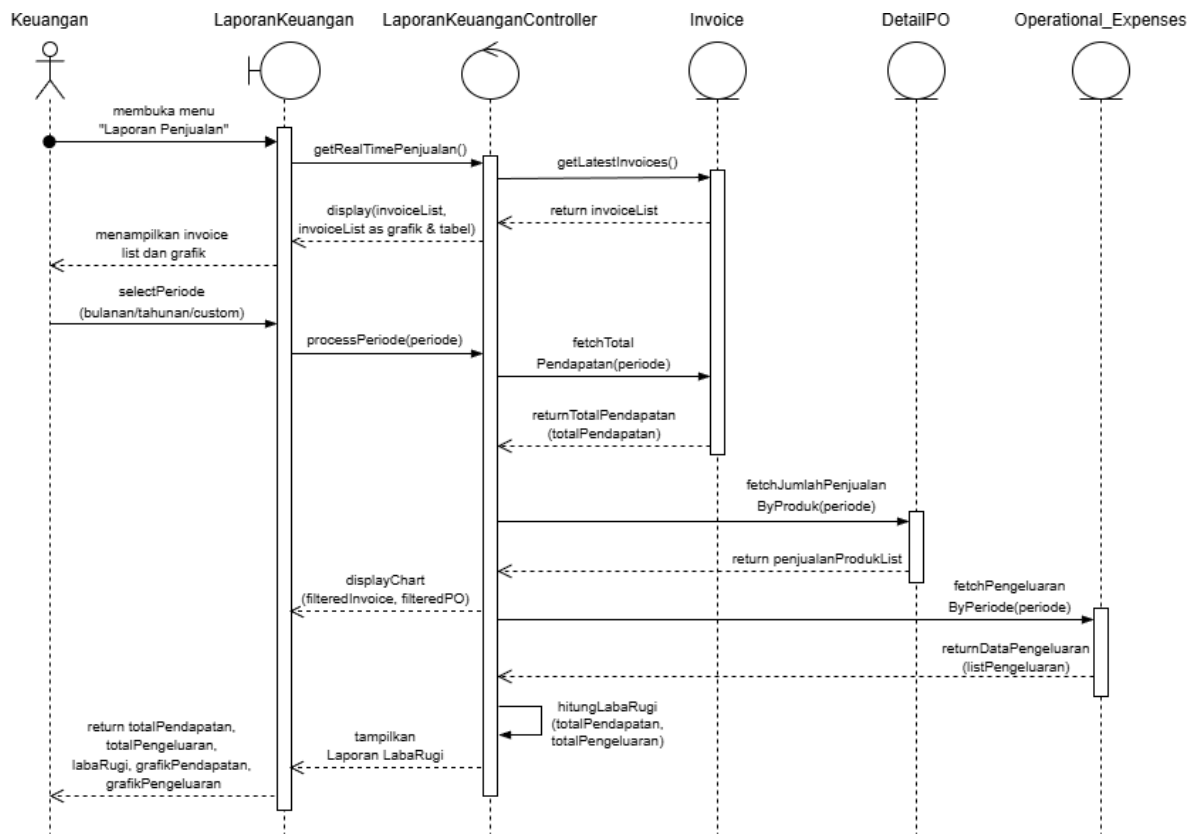 Keuangan
LaporanKeuangan
LaporanKeuanganController
Invoice
DetailPO
Operational_Expenses
membuka menu
"Laporan Penjualan"
getRealTimePenjualan()
getLatestInvoices()
return invoiceList
display(invoiceList,
invoiceList as grafik & tabel)
menampilkan invoice
list dan grafik
selectPeriode
(bulanan/tahunan/custom)
processPeriode(periode)
fetchTotal
Pendapatan(periode)
returnTotalPendapatan
(totalPendapatan)
fetchJumlahPenjualan
ByProduk(periode)
return penjualanProdukList
displayChart
(filteredInvoice, filteredPO)
fetchPengeluaran
ByPeriode(periode)
returnDataPengeluaran
(listPengeluaran)
hitungLabaRugi
(totalPendapatan,
totalPengeluaran)
tampilkan
Laporan LabaRugi
return totalPendapatan,
totalPengeluaran,
labaRugi, grafikPendapatan,
grafikPengeluaran